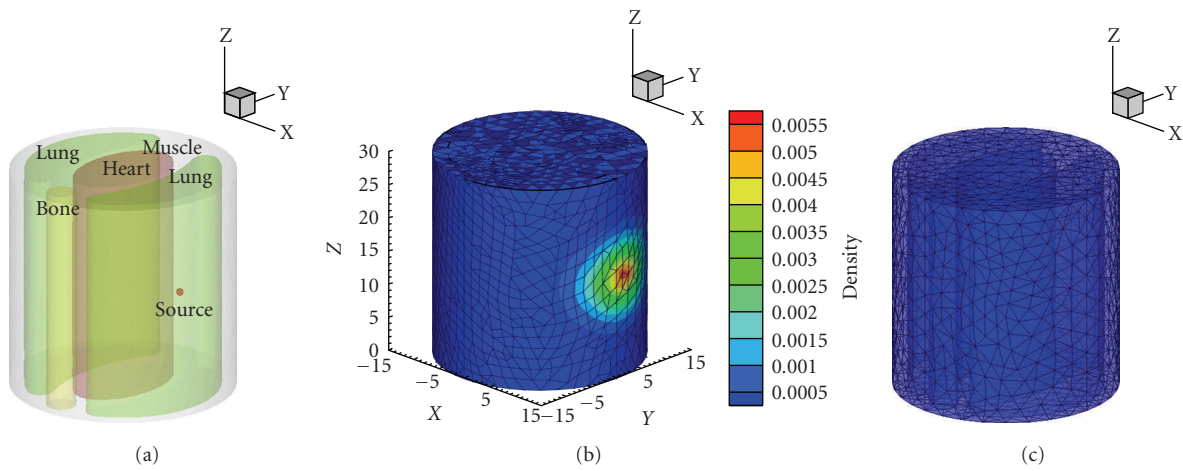 Z
Y
X
Lung
Muscle
Heart
Lung
Bone
Source
(a)
Z
Y
X
30
25
20
15
10
5
0
Z
−15
−5
5
15
X
−15
−5
5
15
Y
0.0055
0.005
0.0045
0.004
0.0035
0.003
0.0025
0.002
0.0015
0.001
0.0005
Density
(b)
Z
Y
X
(c)